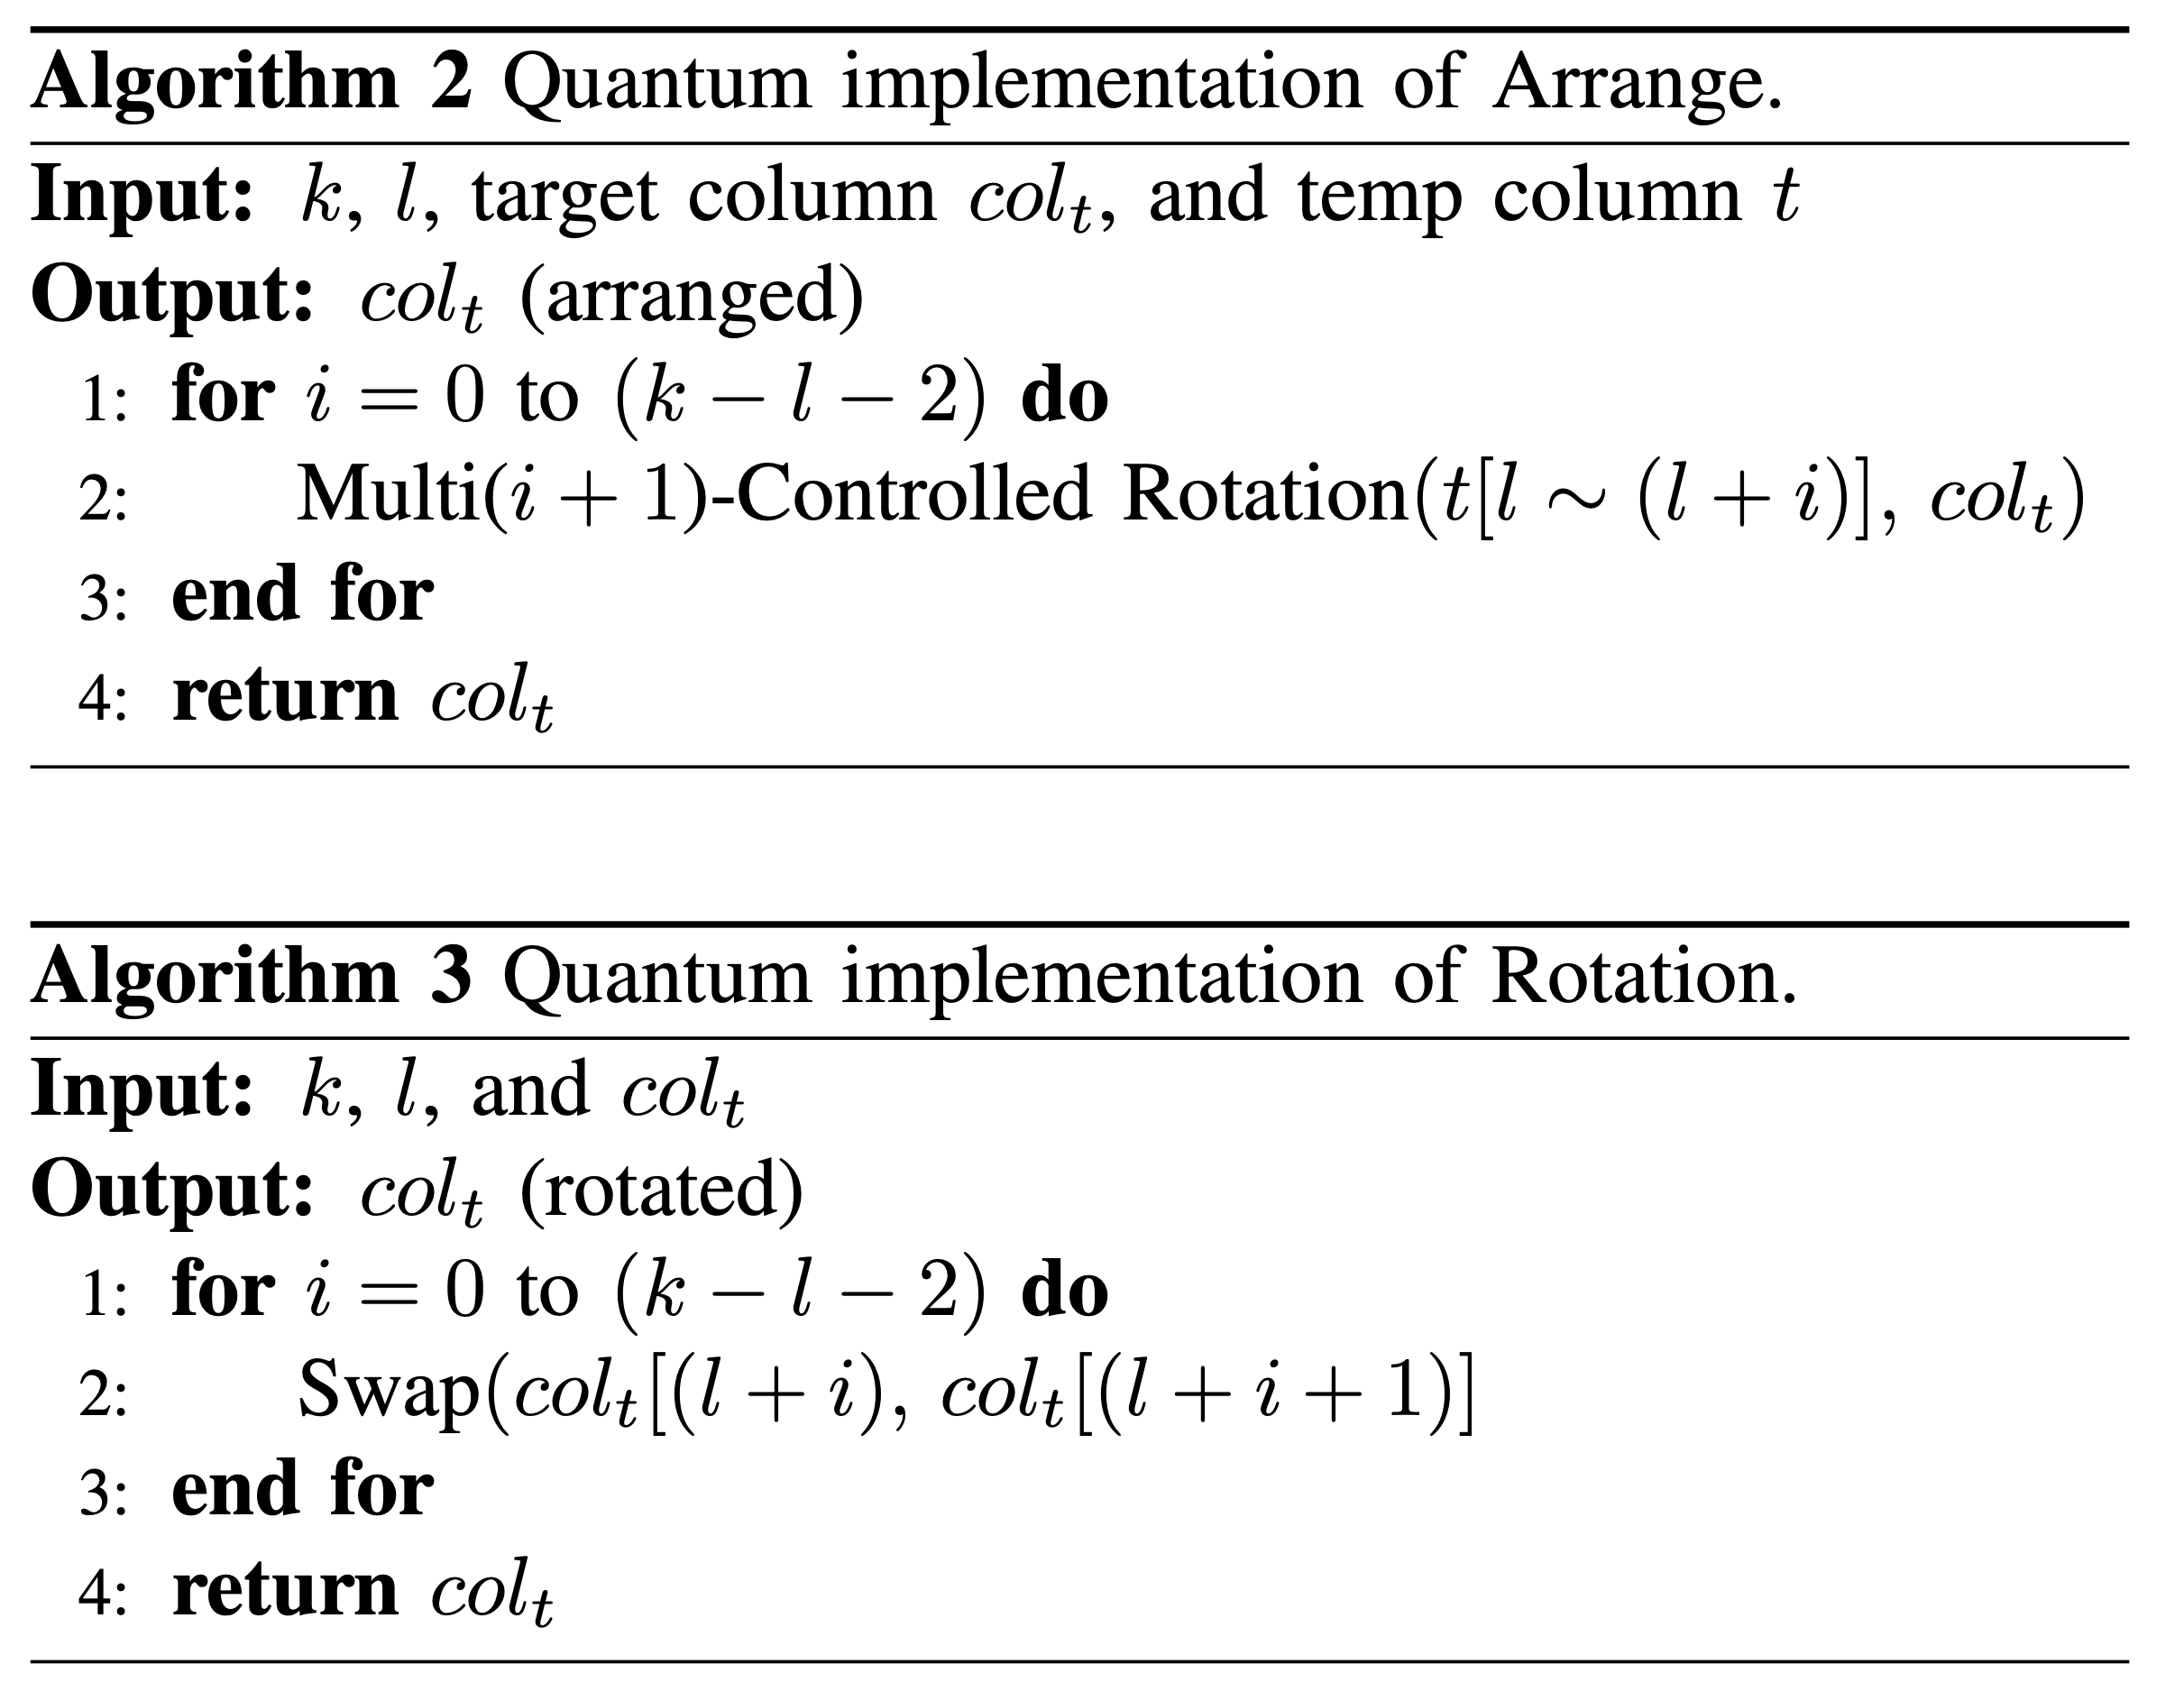 Algorithm 2 Quantum implementation of Arrange.
Input: k, l, target column col_t, and temp column t
Output: col_t (arranged)
1: for i = 0 to (k − l − 2) do
2: Multi(i + 1)-Controlled Rotation(t[l ∼ (l + i)], col_t)
3: end for
4: return col_t
Algorithm 3 Quantum implementation of Rotation.
Input: k, l, and col_t
Output: col_t (rotated)
1: for i = 0 to (k − l − 2) do
2: Swap(col_t[(l + i), col_t[(l + i + 1)]
3: end for
4: return col_t